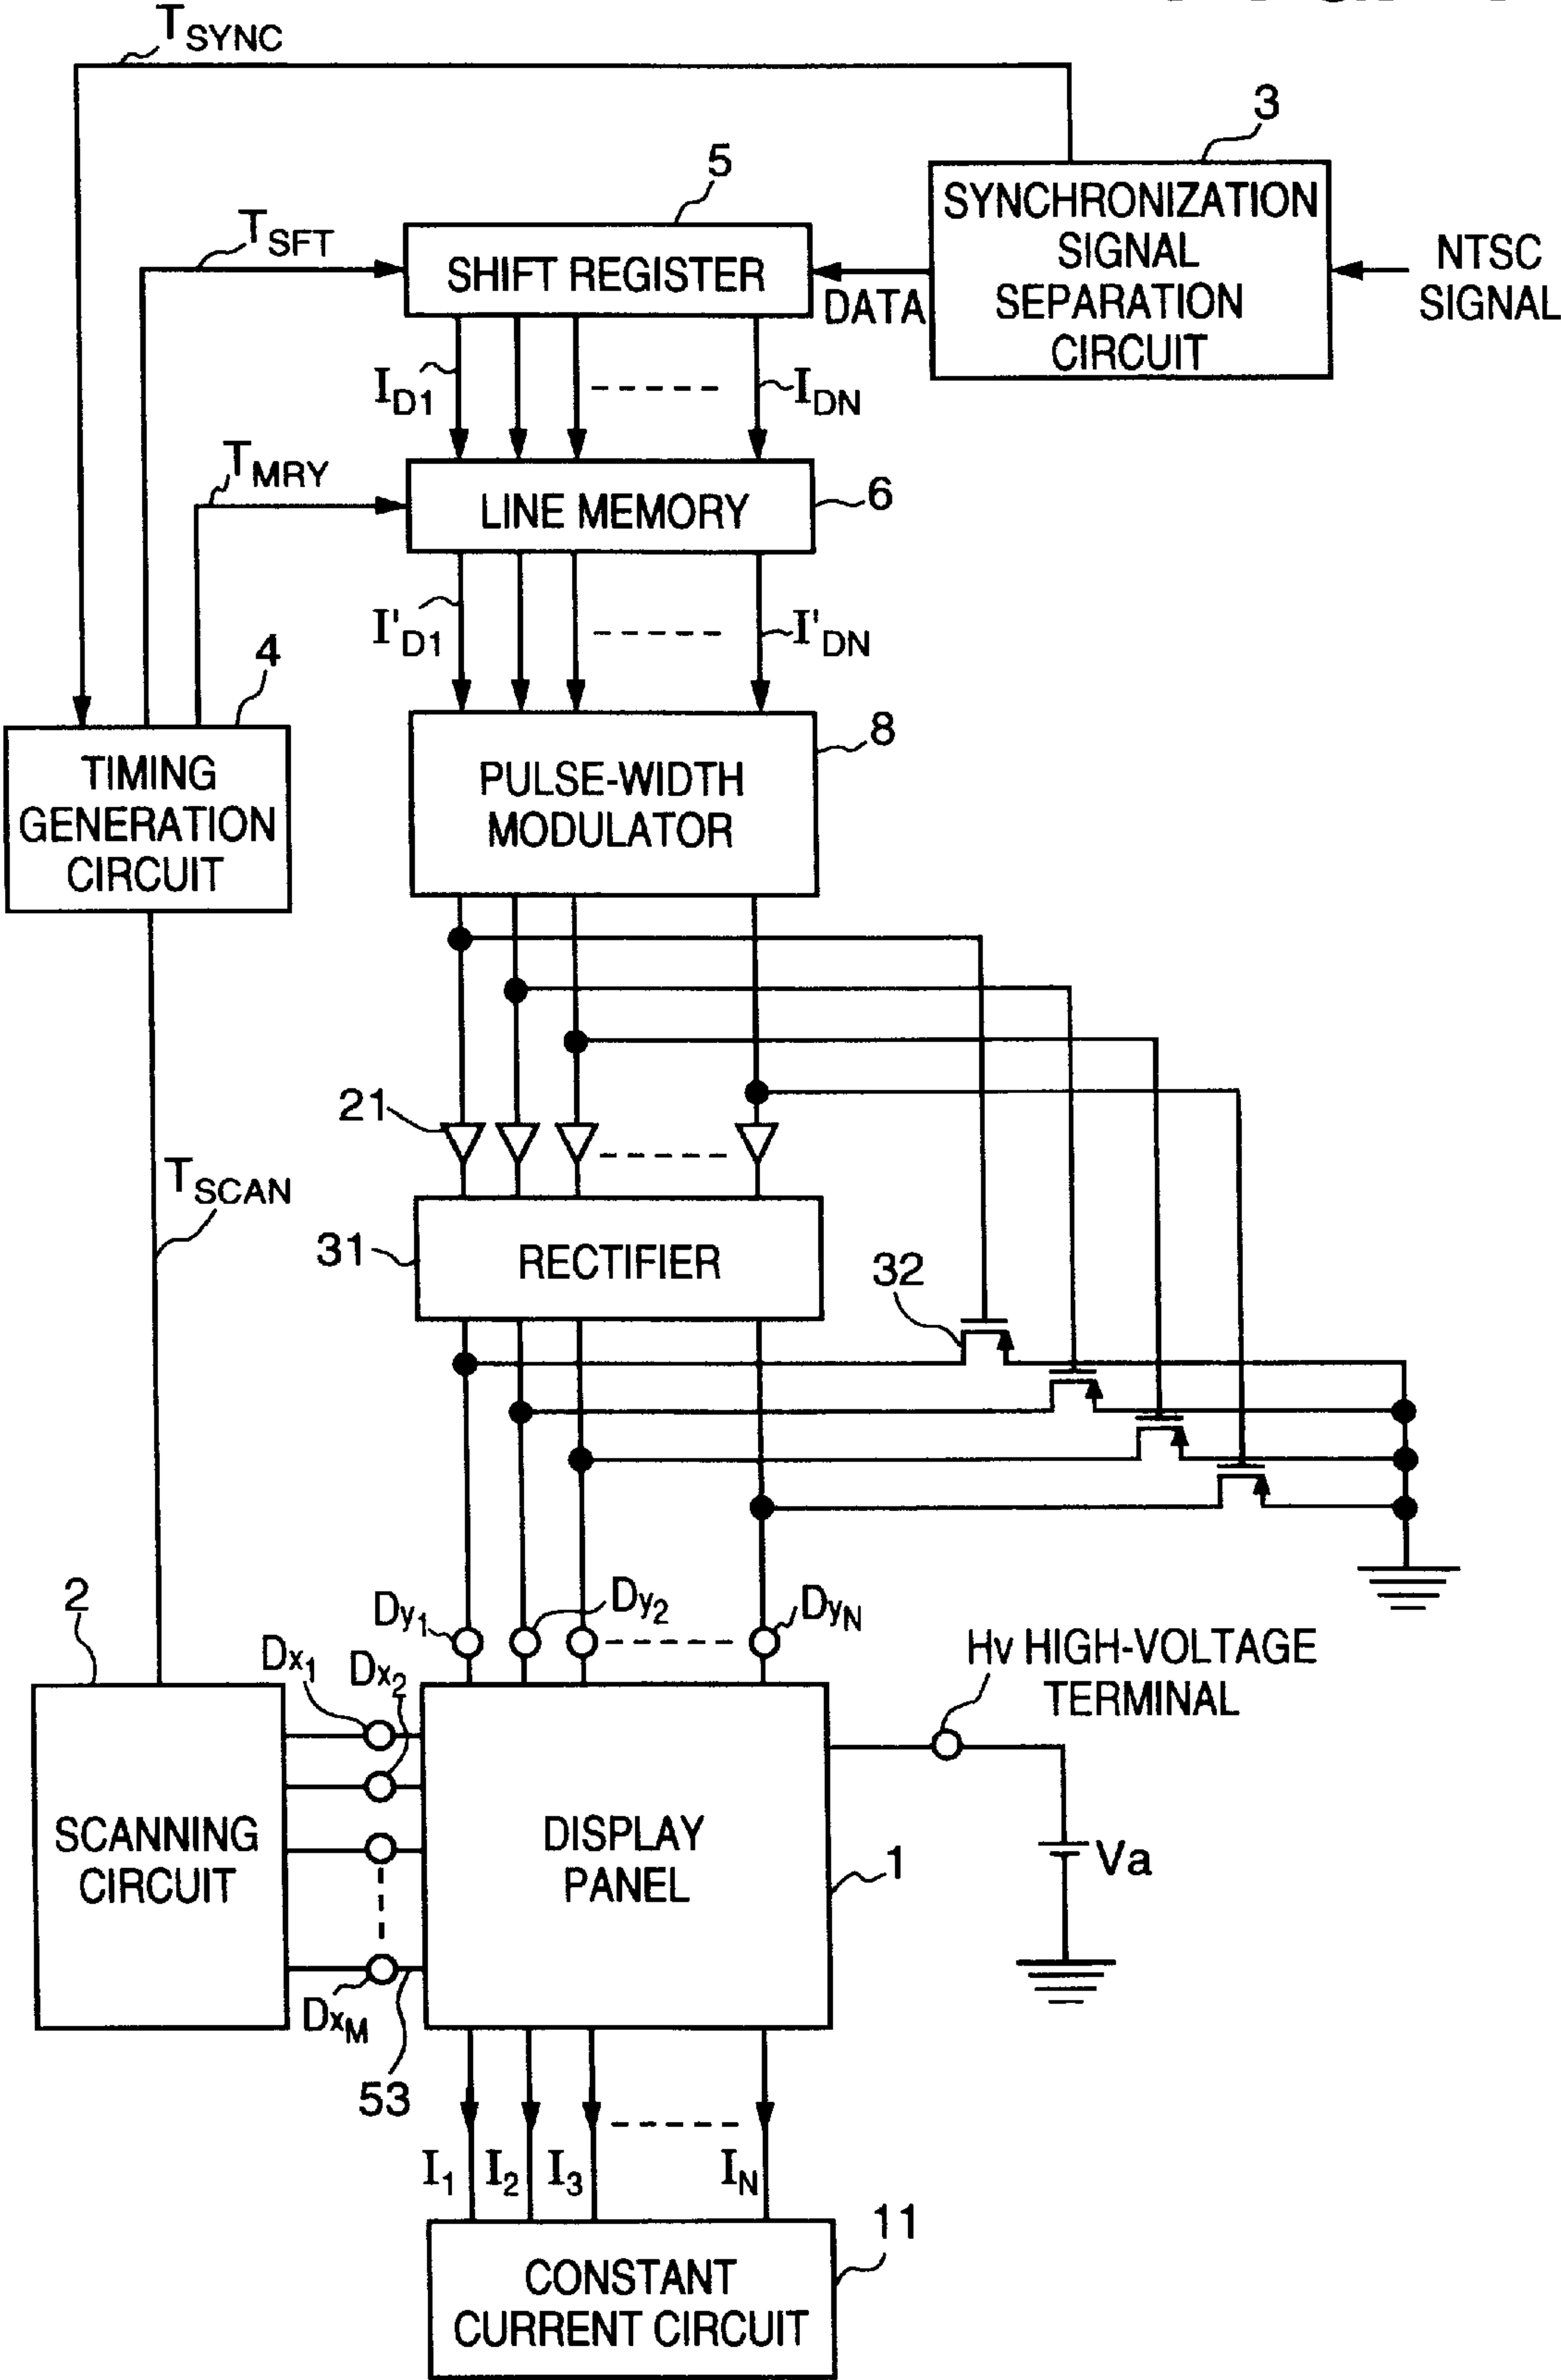 TSYNC
3
5
SYNCHRONIZATION
SIGNAL
SEPARATION
CIRCUIT
NTSC
SIGNAL
TSFT
SHIFT REGISTER
DATA
ID1
IDN
TMRY
LINE MEMORY
6
I'D1
I'DN
4
TIMING
GENERATION
CIRCUIT
8
PULSE-WIDTH
MODULATOR
21
TSCAN
31
RECTIFIER
32
2
Dy1
Dy2
DyN
Hv HIGH-VOLTAGE
TERMINAL
Dx1
Dx2
SCANNING
CIRCUIT
DISPLAY
PANEL
1
Va
DxM
53
I1
I2
I3
IN
11
CONSTANT
CURRENT CIRCUIT